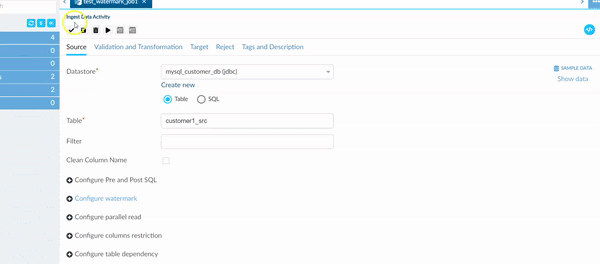 test_watermark_job1
Ingest Data Activity
4
0
0
2
2
0
Source Validation and Transformation Target Reject Tags and Description
Datastore* mysql_customer_db (jdbc)
SAMPLE DATA
Create new
Show data
Table SQL
Table* customer1_src
Filter
Clean Column Name
Configure Pre and Post SQL
Configure watermark
Configure parallel read
Configure columns restriction
Configure table dependency